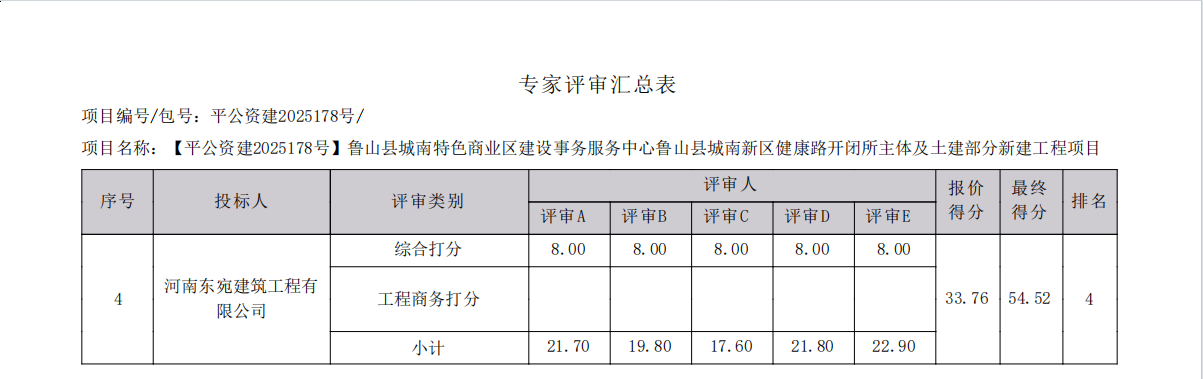 专家评审汇总表
项目编号/包号：平公资建2025178号/
项目名称：【平公资建2025178号】鲁山县城南特色商业区建设事务服务中心鲁山县城南新区健康路开闭所主体及土建部分新建工程项目
序号 投标人 评审类别 评审人 报价得分 最终得分 排名
评审A 评审B 评审C 评审D 评审E
综合打分 8.00 8.00 8.00 8.00 8.00
4 河南东宛建筑工程有限公司 工程商务打分 33.76 54.52 4
小计 21.70 19.80 17.60 21.80 22.90